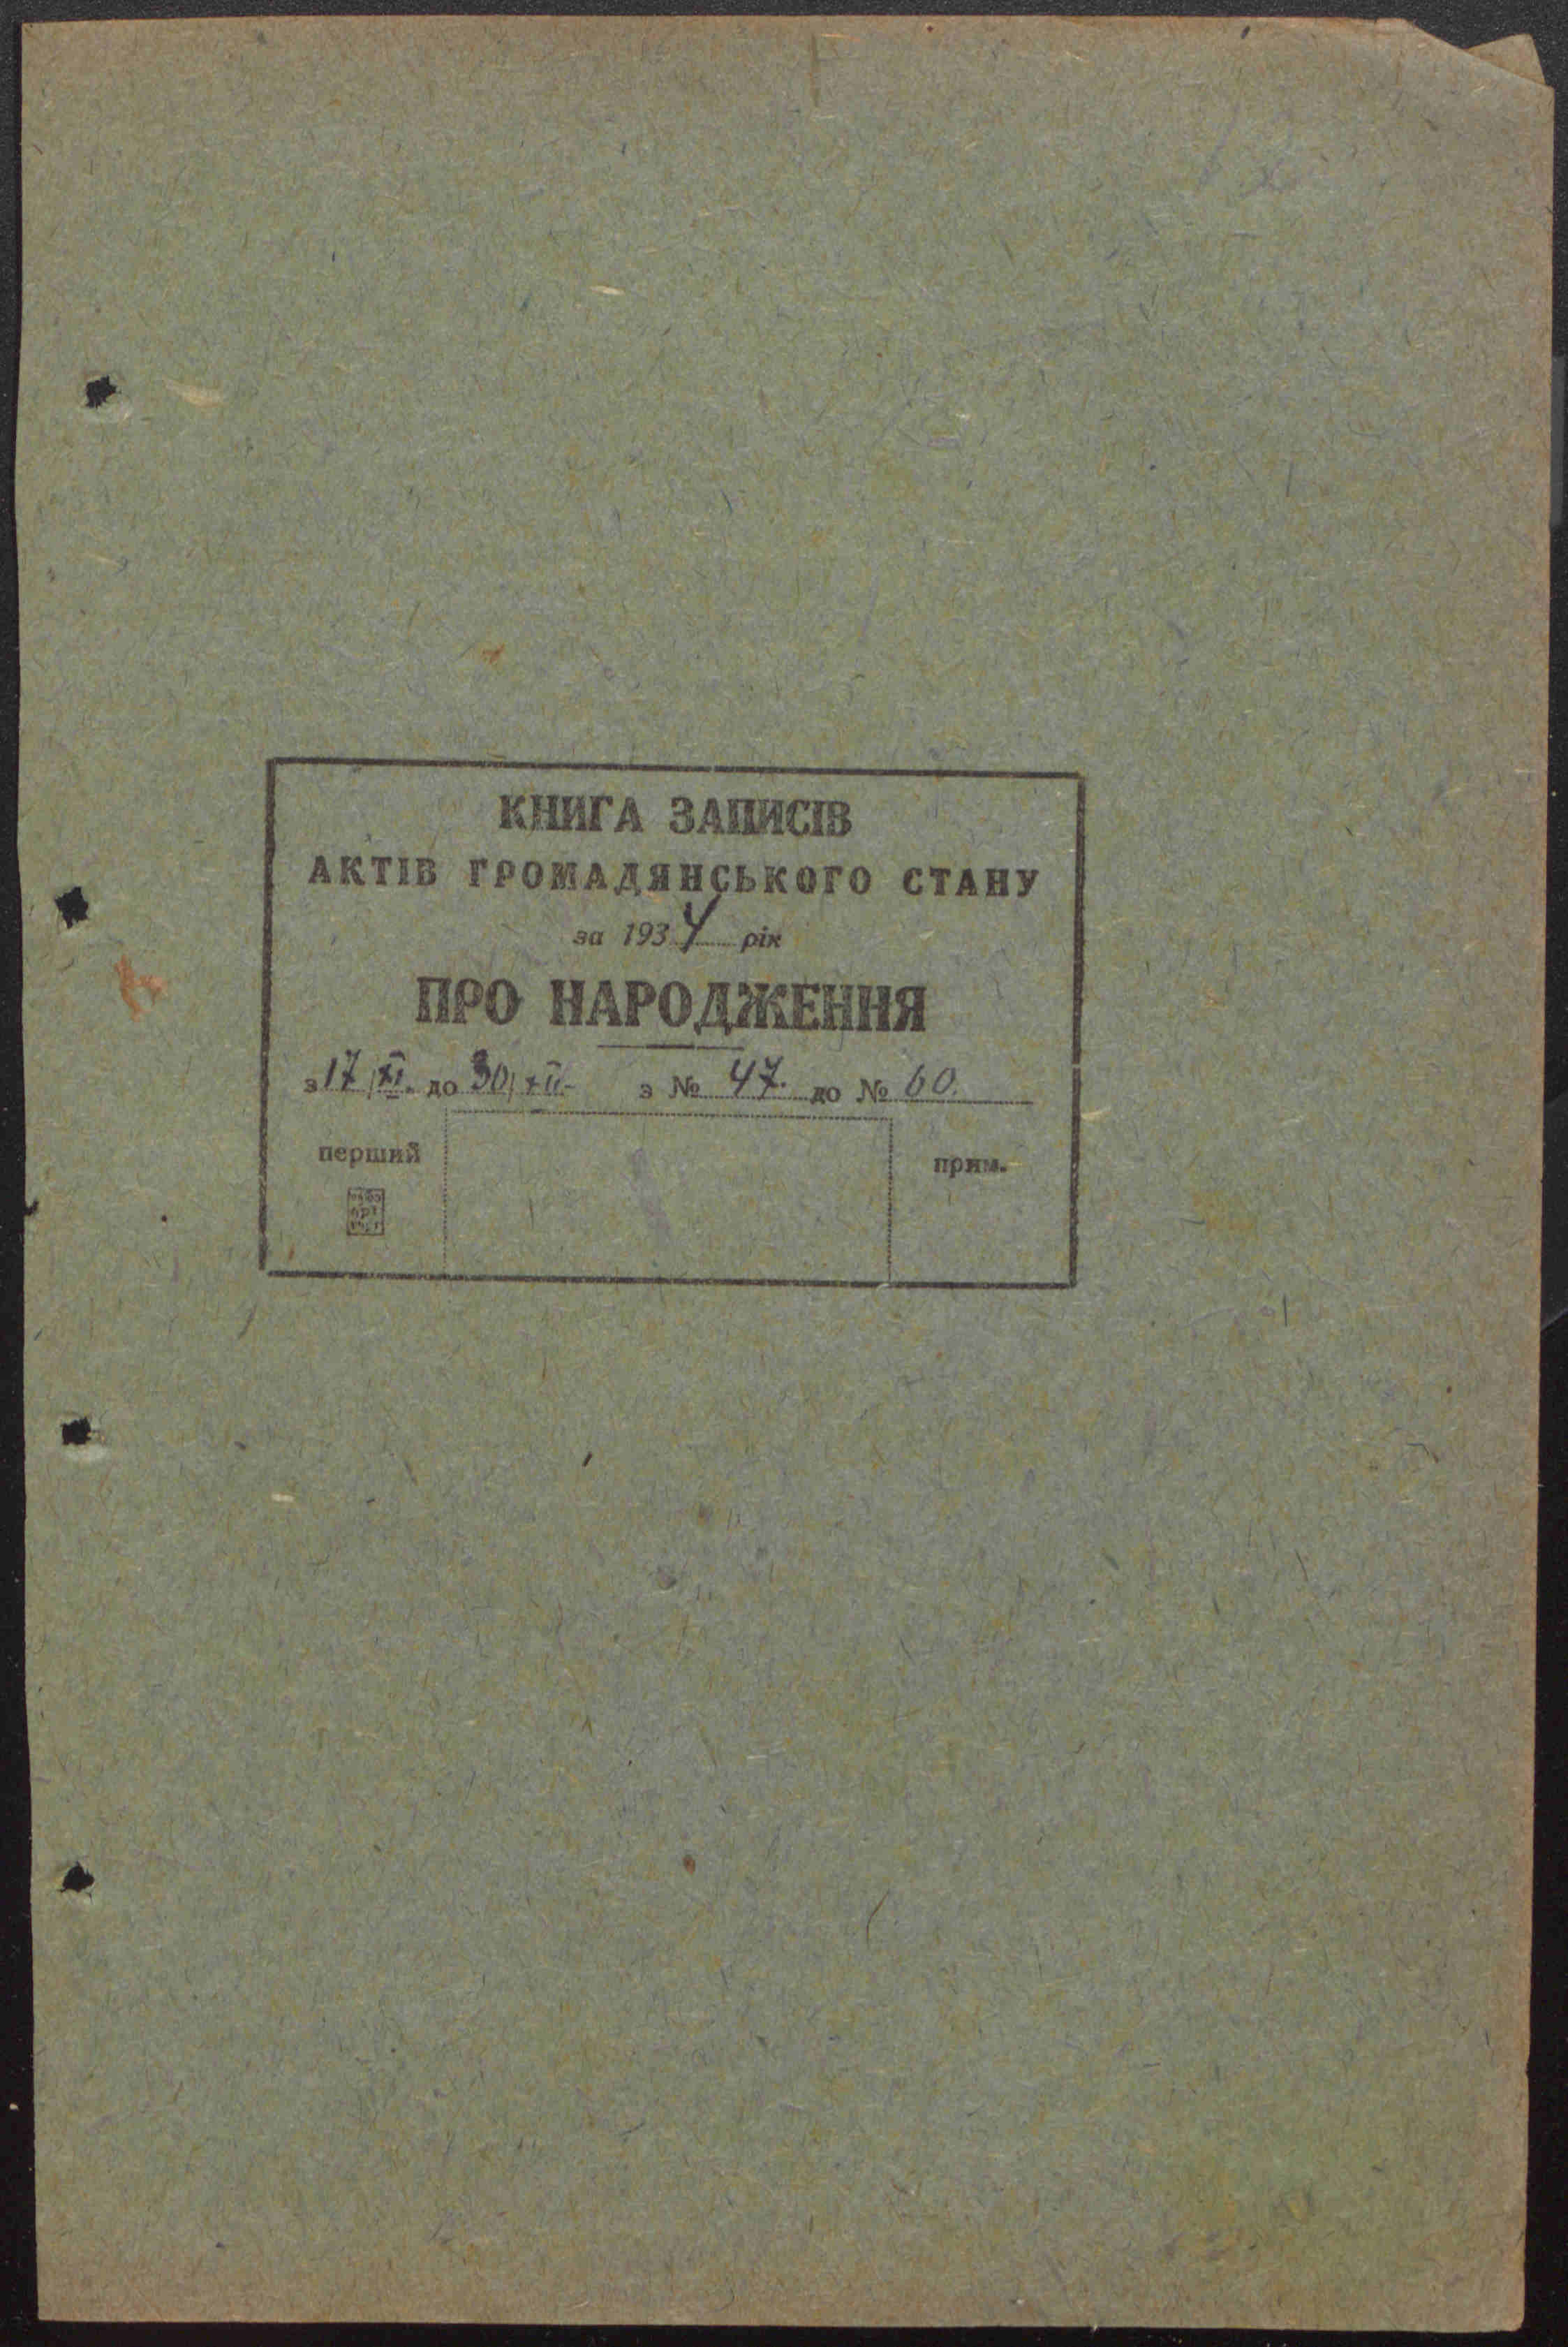 КНИГА ЗАПИСІВ
АКТІВ ГРОМАДЯНСЬКОГО СТАНУ
за 1934 рік
ПРО НАРОДЖЕННЯ
з 17/XI. до 30/XII- з № 47. до № 60.
перший прим.